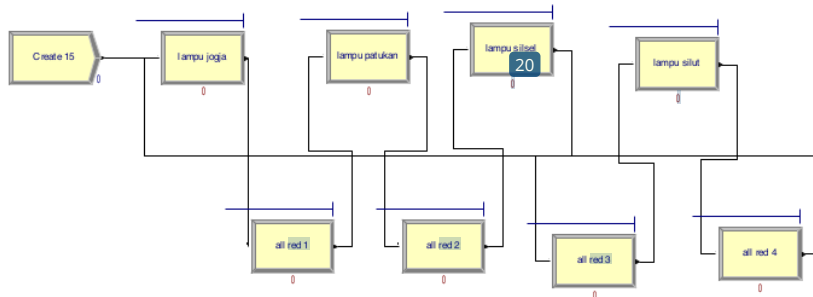 Create 15
0
lampu jogja
0
lampu patukan
0
lampu silsel
20
0
lampu silut
0
all red 1
0
all red 2
0
all red 3
0
all red 4
0